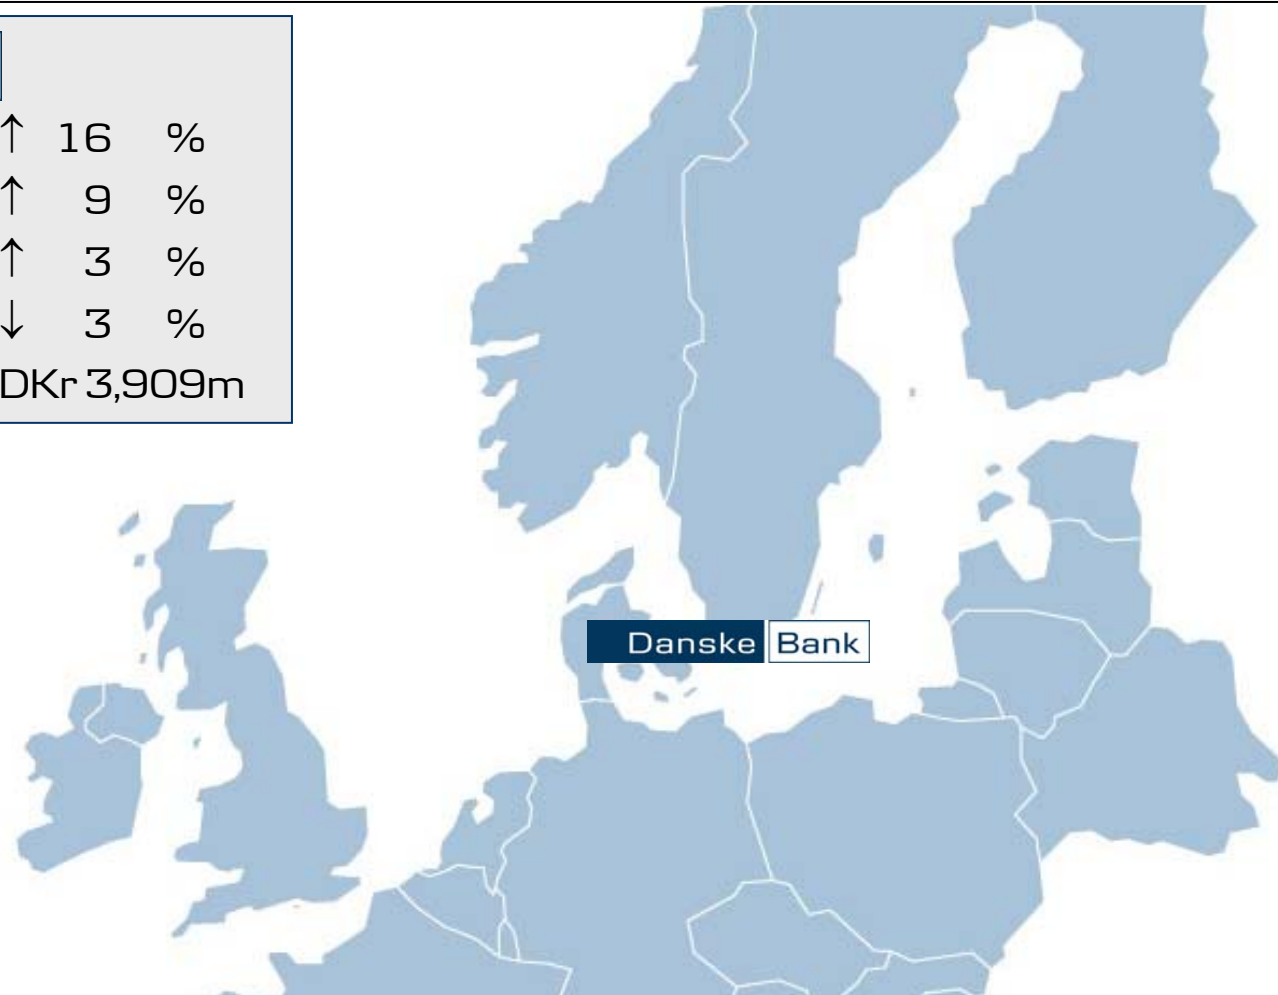 ↑ 16 %
↑ 9 %
↑ 3 %
↓ 3 %
DKr 3,909m
Danske Bank